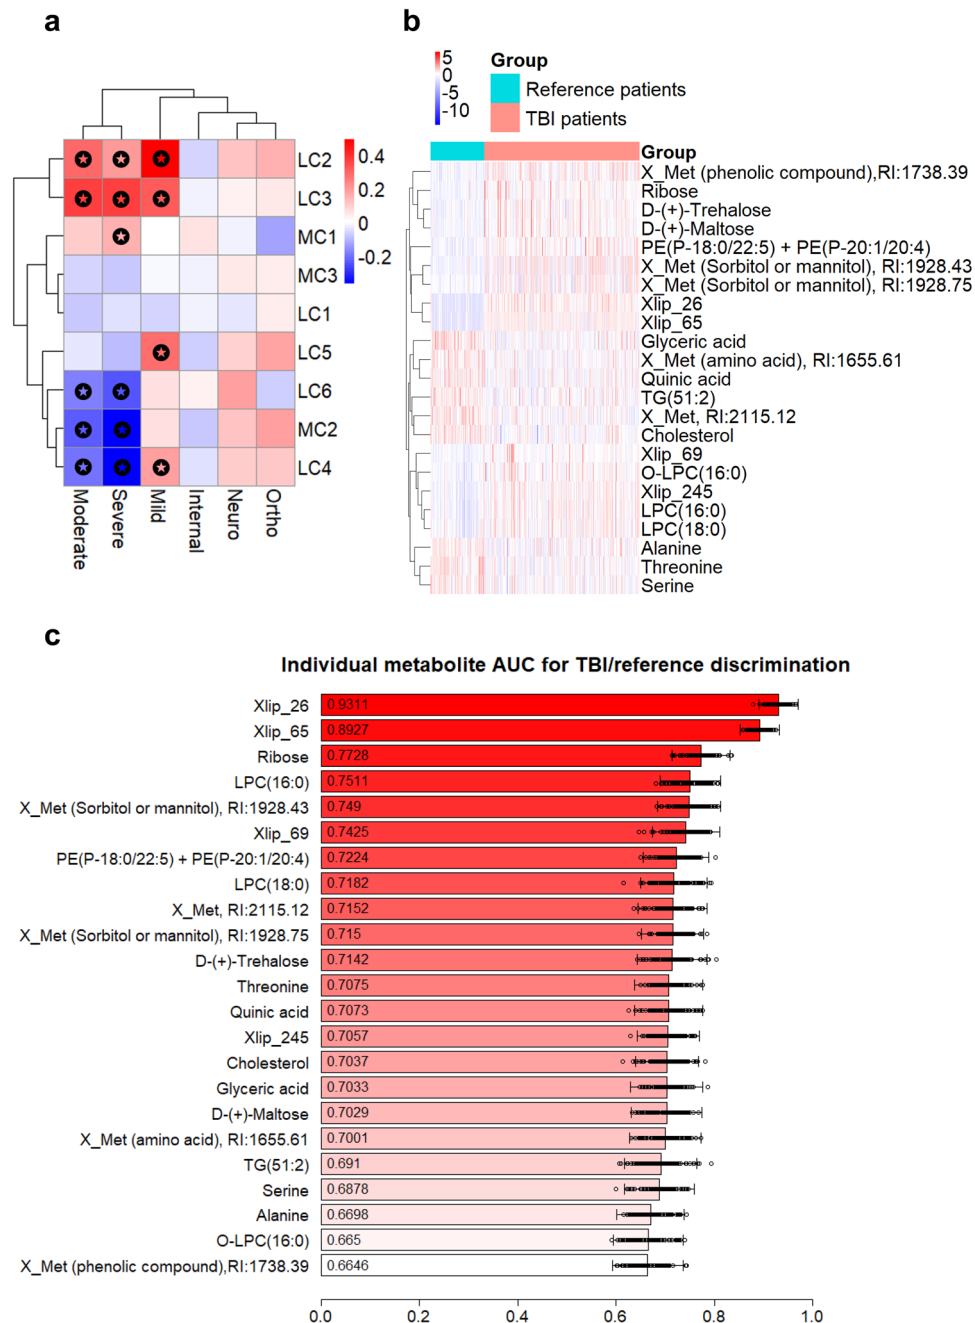 a
LC2
LC3
MC1
MC3
LC1
LC5
LC6
MC2
LC4
0.4
0.2
0
-0.2
Moderate
Severe
Mild
Internal
Neuro
Ortho
b
5
0
-5
-10
Group
Reference patients
TBI patients
Group
X_Met (phenolic compound),RI:1738.39
Ribose
D-(+)-Trehalose
D-(+)-Maltose
PE(P-18:0/22:5) + PE(P-20:1/20:4)
X_Met (Sorbitol or mannitol), RI:1928.43
X_Met (Sorbitol or mannitol), RI:1928.75
Xlip_26
Xlip_65
Glyceric acid
X_Met (amino acid), RI:1655.61
Quinic acid
TG(51:2)
X_Met, RI:2115.12
Cholesterol
Xlip_69
O-LPC(16:0)
Xlip_245
LPC(16:0)
LPC(18:0)
Alanine
Threonine
Serine
c
Individual metabolite AUC for TBI/reference discrimination
Xlip_26 0.9311
Xlip_65 0.8927
Ribose 0.7728
LPC(16:0) 0.7511
X_Met (Sorbitol or mannitol), RI:1928.43 0.749
Xlip_69 0.7425
PE(P-18:0/22:5) + PE(P-20:1/20:4) 0.7224
LPC(18:0) 0.7182
X_Met, RI:2115.12 0.7152
X_Met (Sorbitol or mannitol), RI:1928.75 0.715
D-(+)-Trehalose 0.7142
Threonine 0.7075
Quinic acid 0.7073
Xlip_245 0.7057
Cholesterol 0.7037
Glyceric acid 0.7033
D-(+)-Maltose 0.7029
X_Met (amino acid), RI:1655.61 0.7001
TG(51:2) 0.691
Serine 0.6878
Alanine 0.6698
O-LPC(16:0) 0.665
X_Met (phenolic compound),RI:1738.39 0.6646
0.0 0.2 0.4 0.6 0.8 1.0